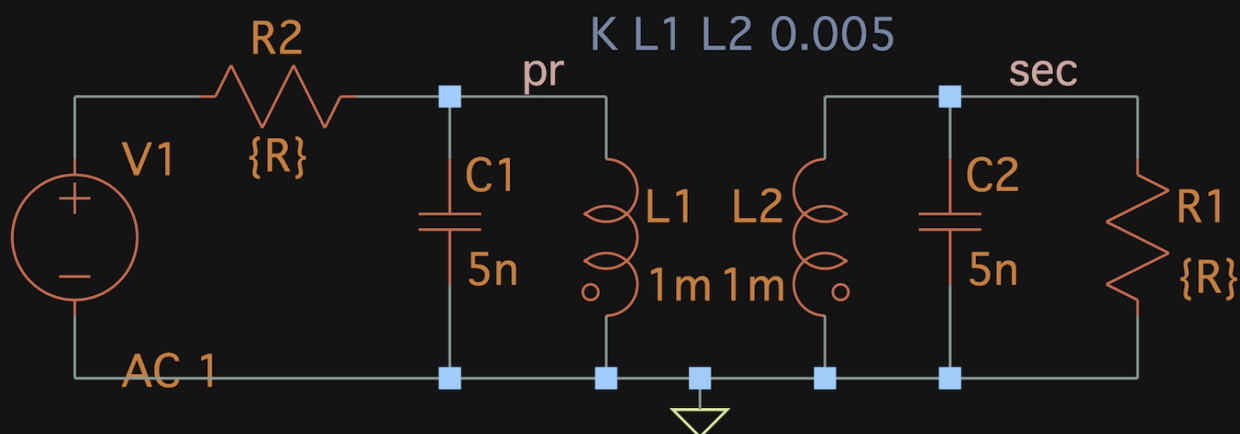 K L1 L2 0.005
R2
pr
sec
{R}
V1
C1
C2
L1
L2
R1
5n
1m
1m
5n
{R}
AC 1